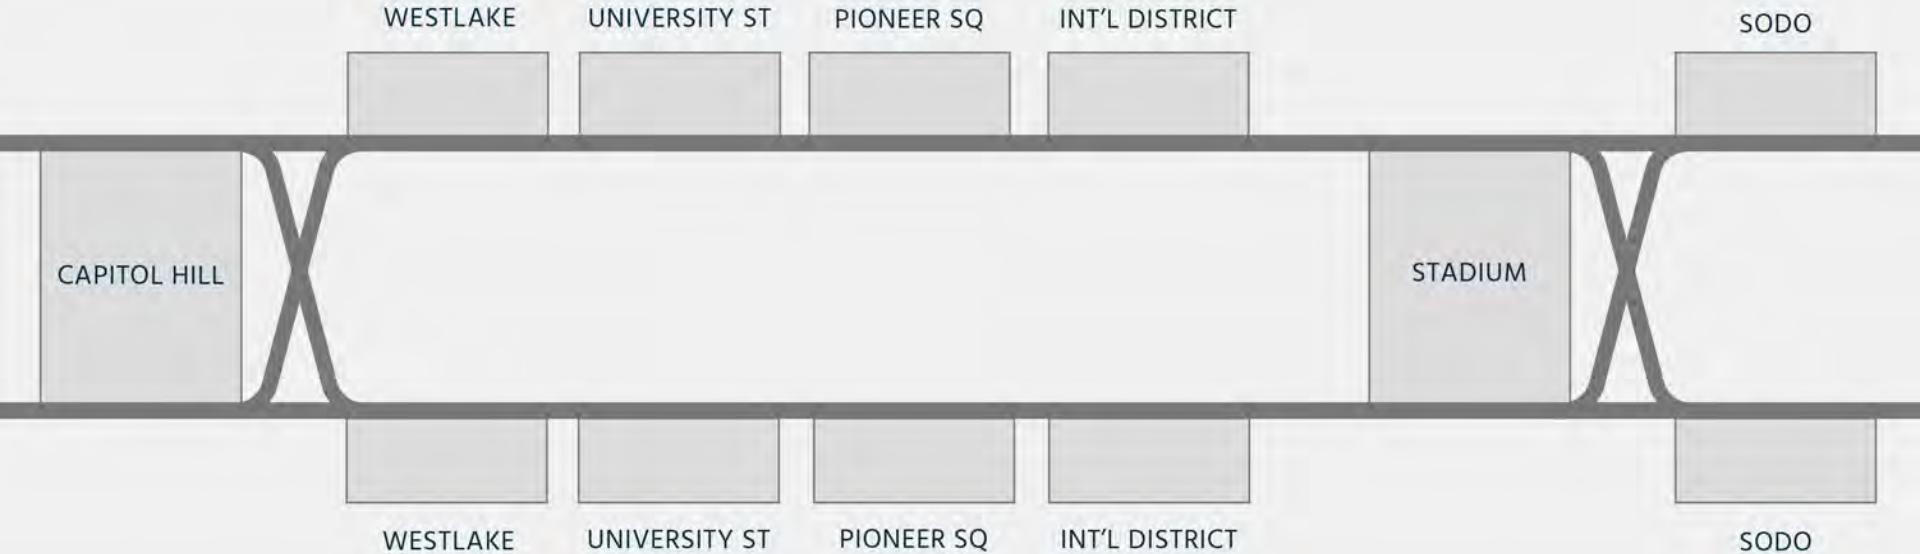 WESTLAKE
UNIVERSITY ST
PIONEER SQ
INT'L DISTRICT
SODO
CAPITOL HILL
STADIUM
WESTLAKE
UNIVERSITY ST
PIONEER SQ
INT'L DISTRICT
SODO